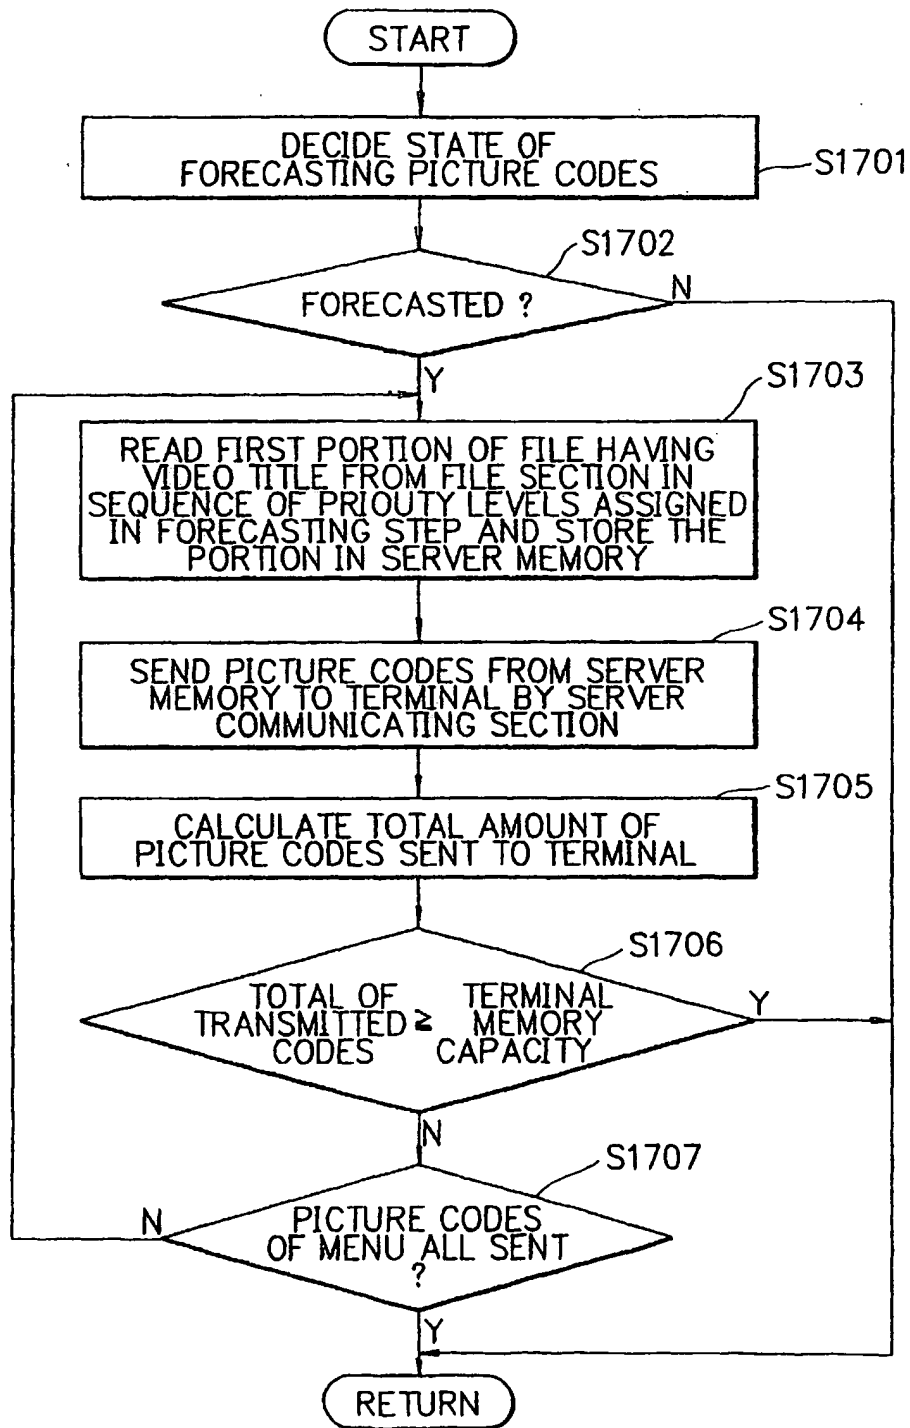 START
DECIDE STATE OF
FORECASTING PICTURE CODES
S1701
S1702
FORECASTED ?
N
Y
S1703
READ FIRST PORTION OF FILE HAVING
VIDEO TITLE FROM FILE SECTION IN
SEQUENCE OF PRIOUTY LEVELS ASSIGNED
IN FORECASTING STEP AND STORE THE
PORTION IN SERVER MEMORY
S1704
SEND PICTURE CODES FROM SERVER
MEMORY TO TERMINAL BY SERVER
COMMUNICATING SECTION
S1705
CALCULATE TOTAL AMOUNT OF
PICTURE CODES SENT TO TERMINAL
S1706
TOTAL OF TERMINAL
TRANSMITTED ≥ MEMORY
CODES CAPACITY
Y
N
S1707
N
PICTURE CODES
OF MENU ALL SENT
?
Y
RETURN